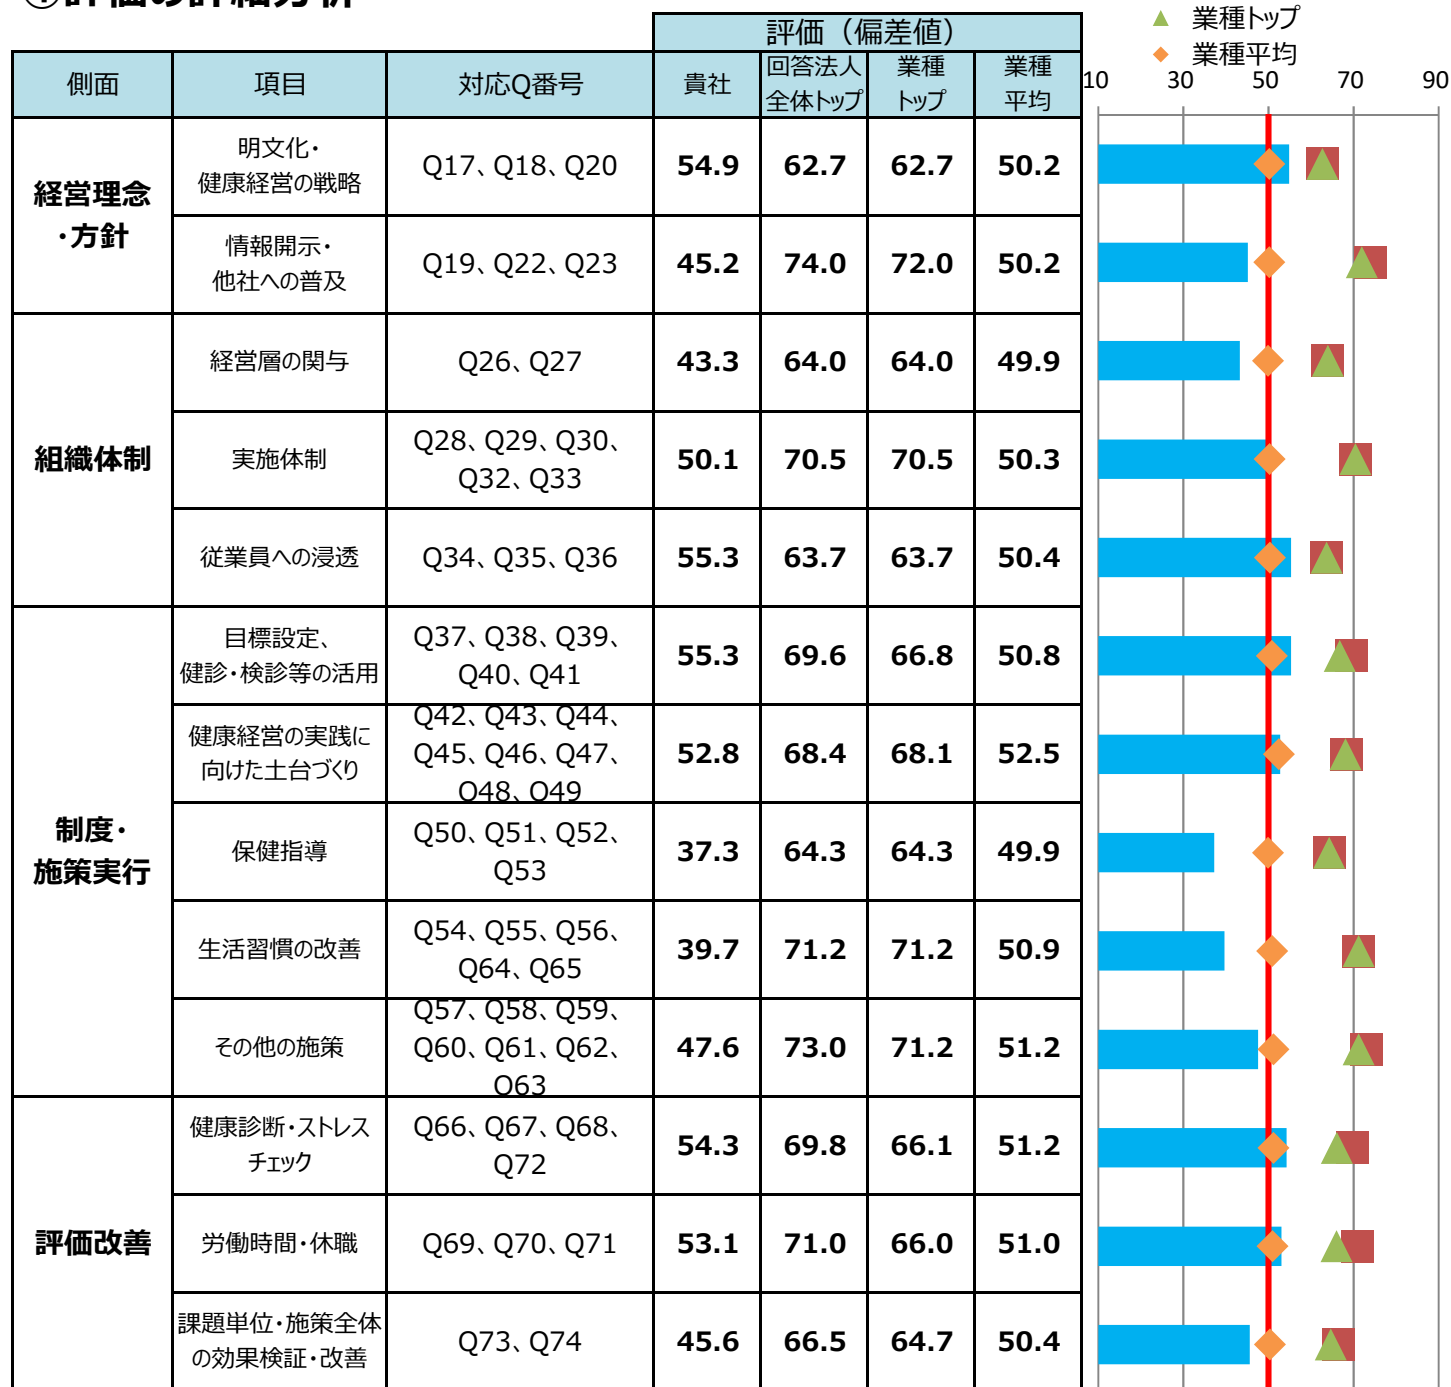 ①評価の詳細分析
業種トップ
業種平均
評価（偏差値）
側面 項目 対応Q番号 貴社 回答法人 業種 業種
全体トップ トップ 平均
10 30 50 70 90
経営理念
・方針
明文化・
健康経営の戦略
Q17、Q18、Q20
54.9 62.7 62.7 50.2
情報開示・
他社への普及
Q19、Q22、Q23
45.2 74.0 72.0 50.2
組織体制
経営層の関与
Q26、Q27
43.3 64.0 64.0 49.9
実施体制
Q28、Q29、Q30、
Q32、Q33
50.1 70.5 70.5 50.3
従業員への浸透
Q34、Q35、Q36
55.3 63.7 63.7 50.4
制度・
施策実行
目標設定、
健診・検診等の活用
Q37、Q38、Q39、
Q40、Q41
55.3 69.6 66.8 50.8
健康経営の実践に
向けた土台づくり
Q42、Q43、Q44、
Q45、Q46、Q47、
Q48、Q49
52.8 68.4 68.1 52.5
保健指導
Q50、Q51、Q52、
Q53
37.3 64.3 64.3 49.9
生活習慣の改善
Q54、Q55、Q56、
Q64、Q65
39.7 71.2 71.2 50.9
その他の施策
Q57、Q58、Q59、
Q60、Q61、Q62、
Q63
47.6 73.0 71.2 51.2
評価改善
健康診断・ストレス
チェック
Q66、Q67、Q68、
Q72
54.3 69.8 66.1 51.2
労働時間・休職
Q69、Q70、Q71
53.1 71.0 66.0 51.0
課題単位・施策全体
の効果検証・改善
Q73、Q74
45.6 66.5 64.7 50.4